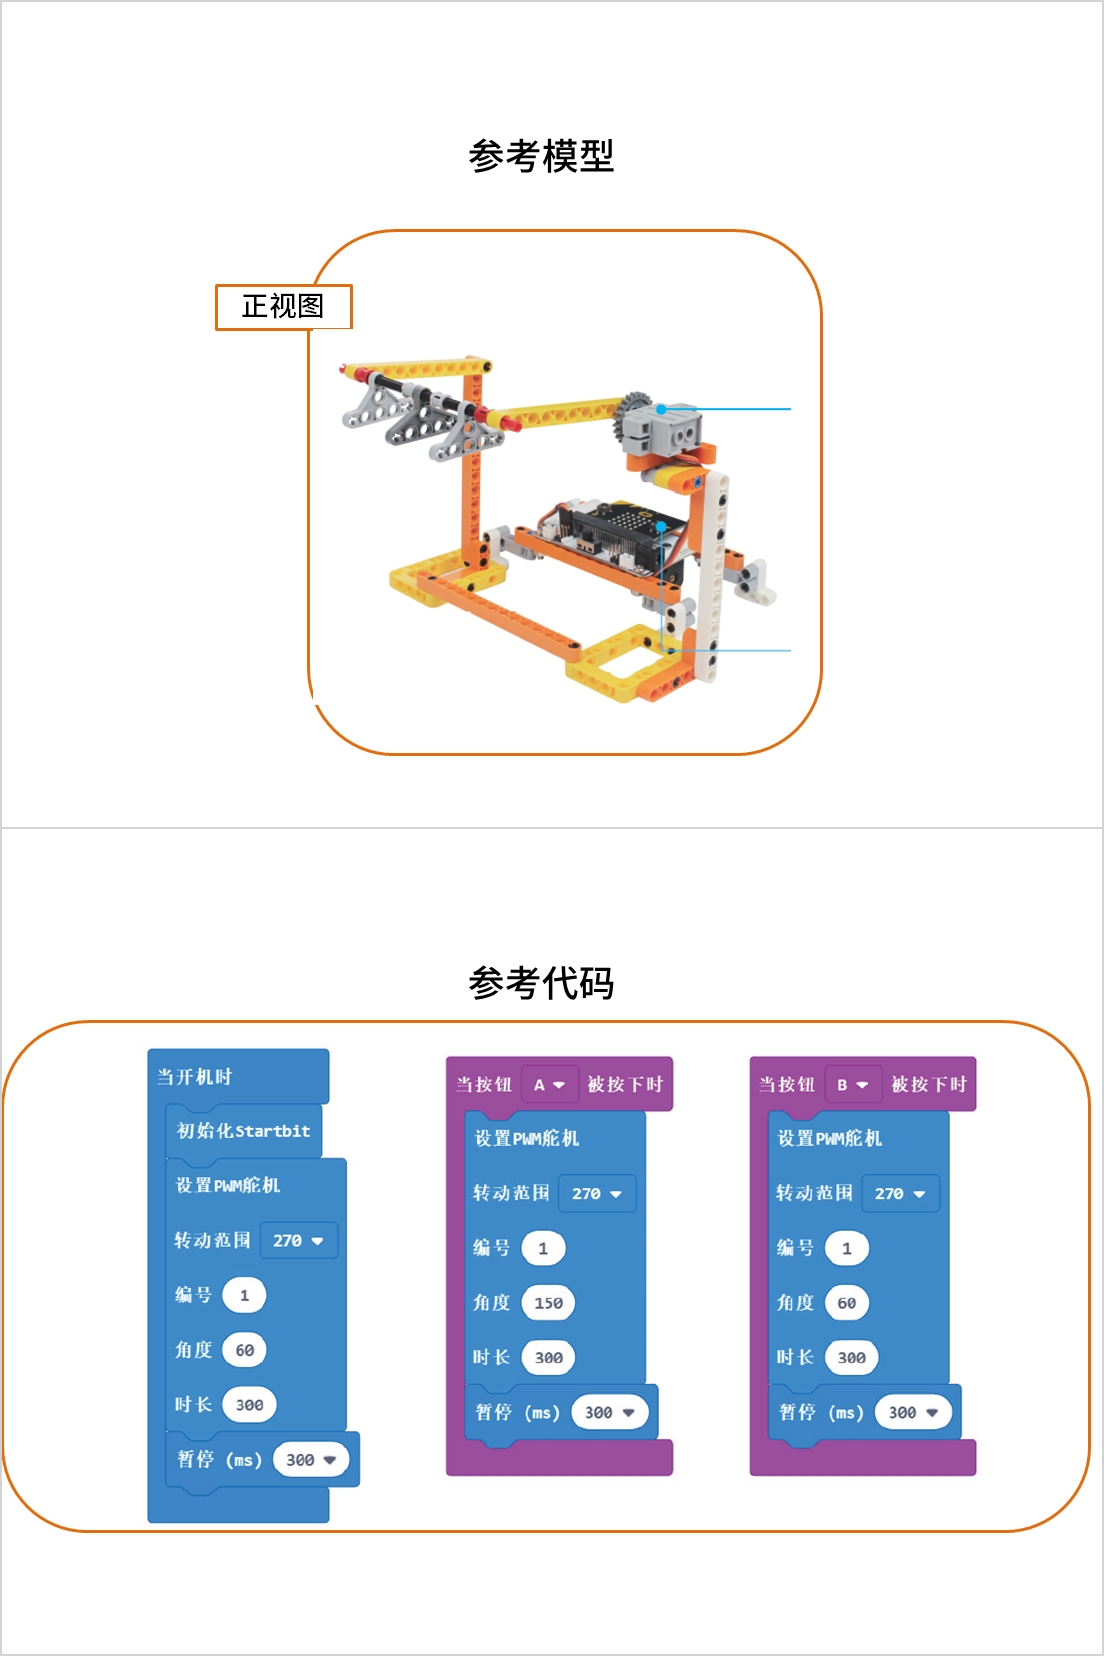 参考模型
正视图
参考代码
当开机时
初始化Startbit
设置PWM舵机
转动范围 270
编号 1
角度 60
时长 300
暂停 (ms) 300
当按钮 A 被按下时
设置PWM舵机
转动范围 270
编号 1
角度 150
时长 300
暂停 (ms) 300
当按钮 B 被按下时
设置PWM舵机
转动范围 270
编号 1
角度 60
时长 300
暂停 (ms) 300